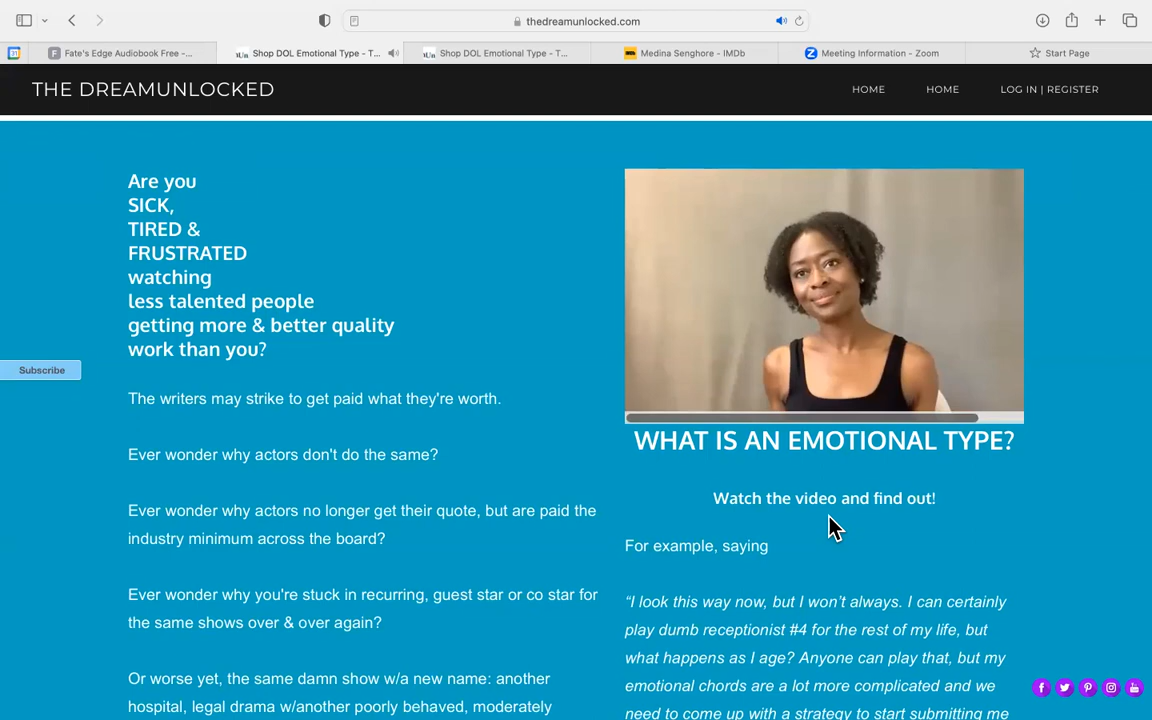 thedreamunlocked.com
Fate's Edge Audiobook Free -...
Shop DOL Emotional Type - T...
Shop DOL Emotional Type - T...
Medina Senghore - IMDb
Meeting Information - Zoom
Start Page
THE DREAMUNLOCKED
HOME
HOME
LOG IN | REGISTER
Are you
SICK,
TIRED &
FRUSTRATED
watching
less talented people
getting more & better quality
work than you?
Subscribe
The writers may strike to get paid what they're worth.
Ever wonder why actors don't do the same?
Ever wonder why actors no longer get their quote, but are paid the
industry minimum across the board?
Ever wonder why you're stuck in recurring, guest star or co star for
the same shows over & over again?
Or worse yet, the same damn show w/a new name: another
hospital, legal drama w/another poorly behaved, moderately
WHAT IS AN EMOTIONAL TYPE?
Watch the video and find out!
For example, saying
“I look this way now, but I won’t always. I can certainly
play dumb receptionist #4 for the rest of my life, but
what happens as I age? Anyone can play that, but my
emotional chords are a lot more complicated and we
need to come up with a strategy to start submitting me